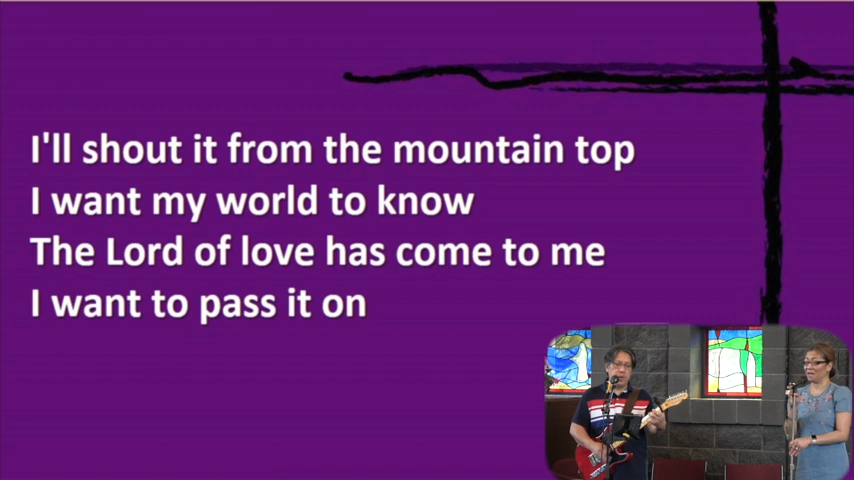 I'll shout it from the mountain top
I want my world to know
The Lord of love has come to me
I want to pass it on